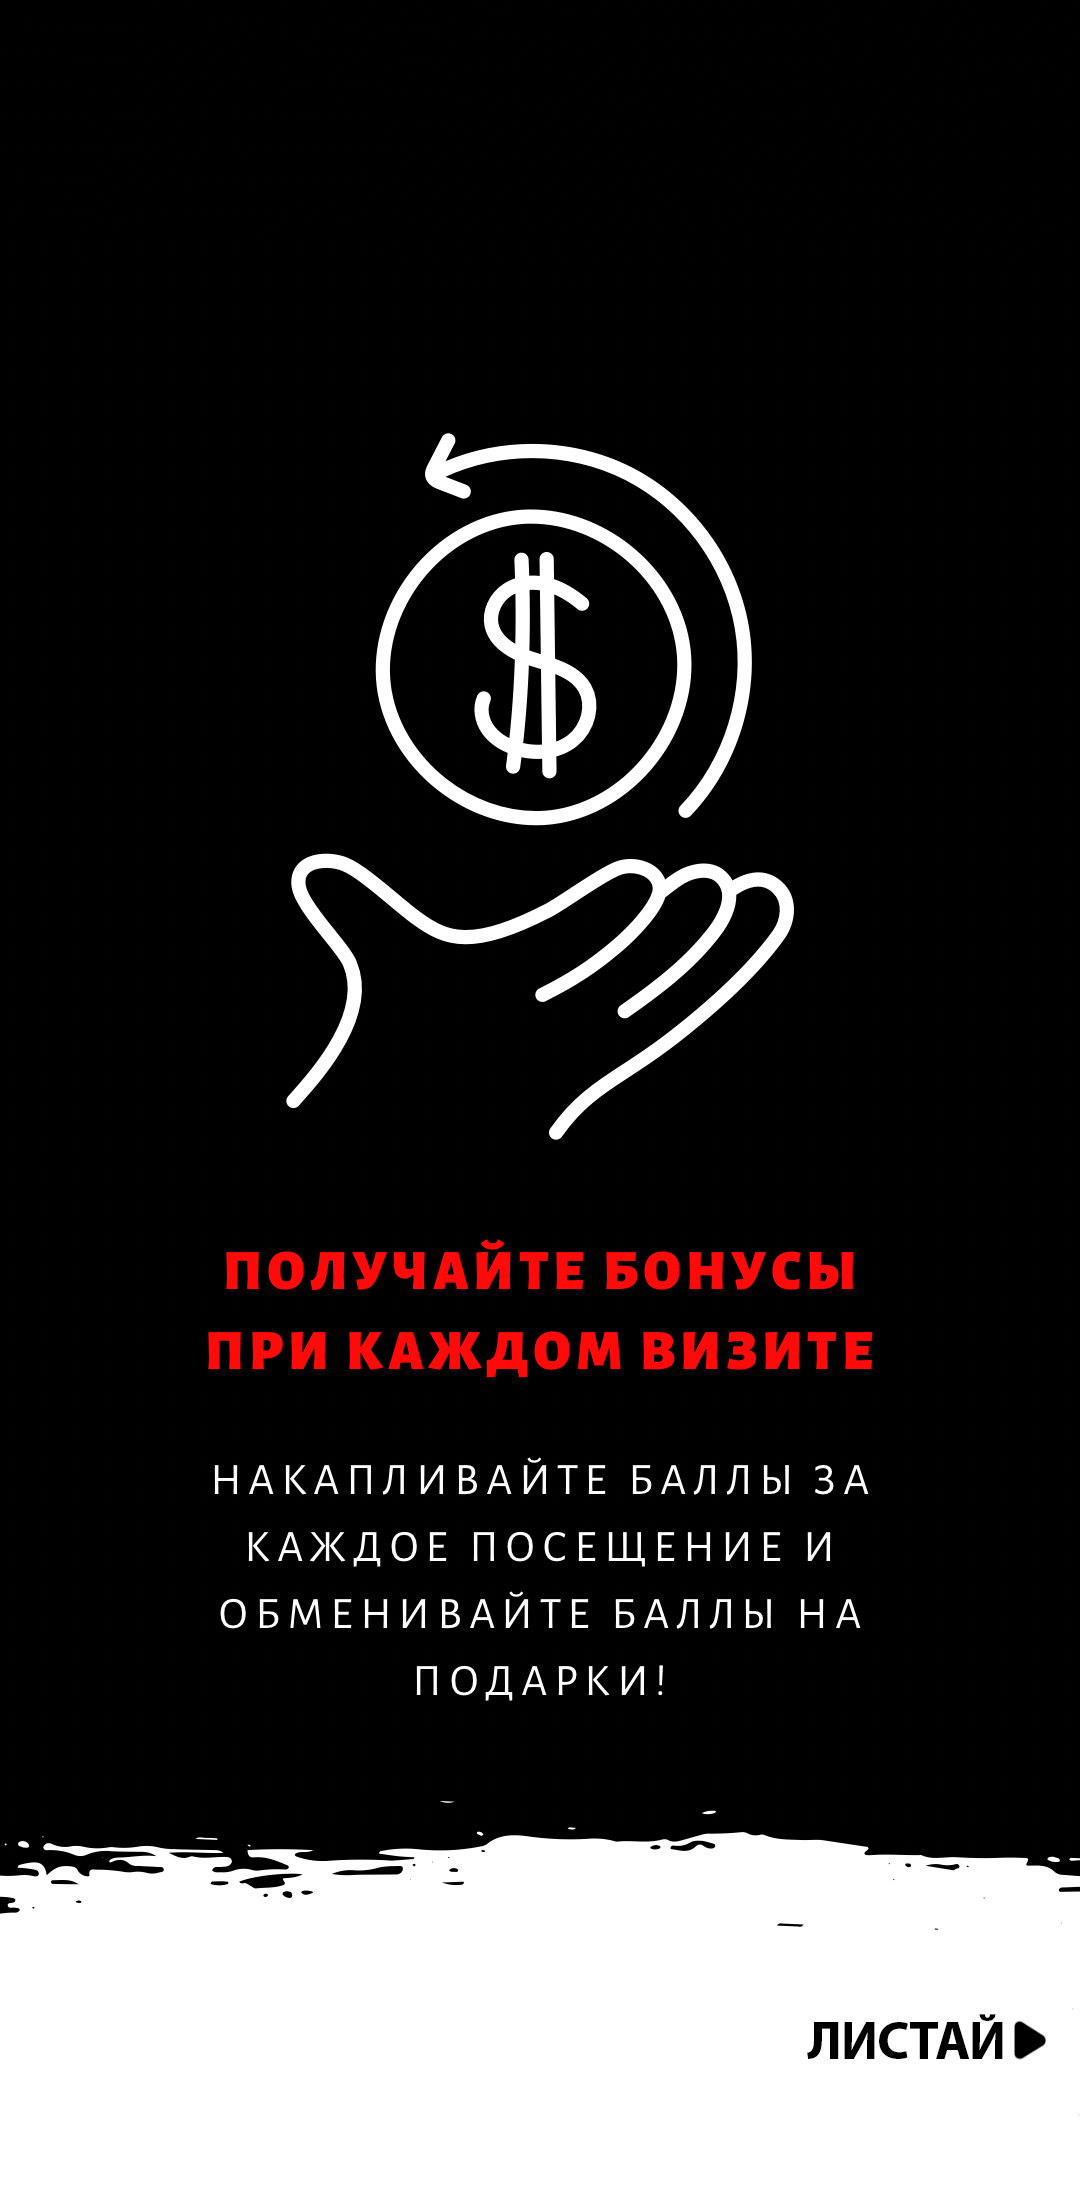 ПОЛУЧАЙТЕ БОНУСЫ
ПРИ КАЖДОМ ВИЗИТЕ
НАКАПЛИВАЙТЕ БАЛЛЫ ЗА
КАЖДОЕ ПОСЕЩЕНИЕ И
ОБМЕНИВАЙТЕ БАЛЛЫ НА
ПОДАРКИ!
ЛИСТАЙ